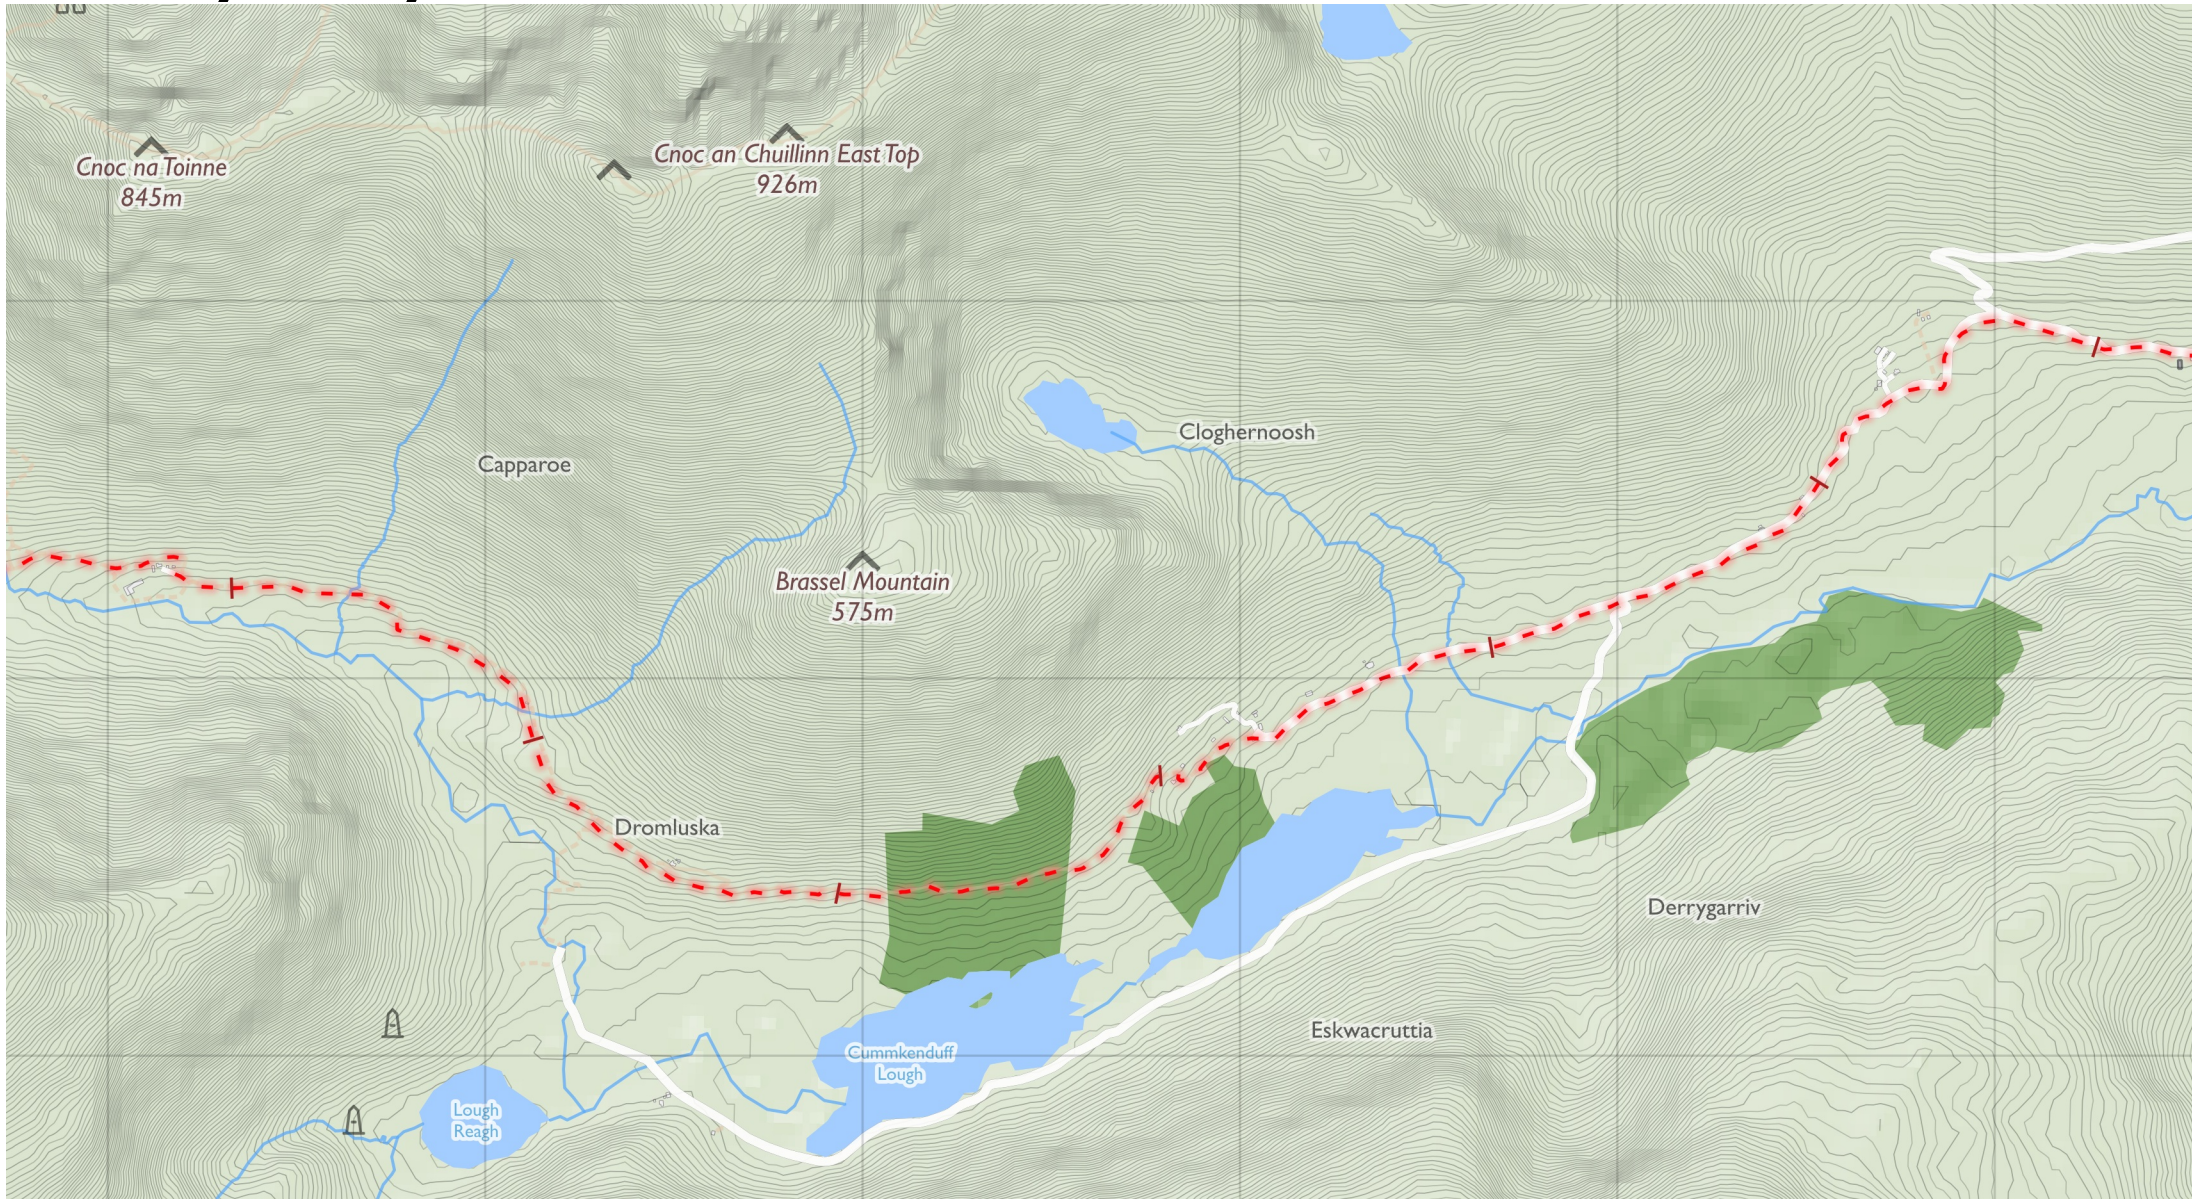 Cnoc an Chuillinn East Top
926m
Cnoc na Toinne
845m
Cloghernoosh
Capparoe
Brassel Mountain
575m
Dromluska
Derrygarriv
Eskwacruttia
Cummkenduff
Lough
Lough
Reagh